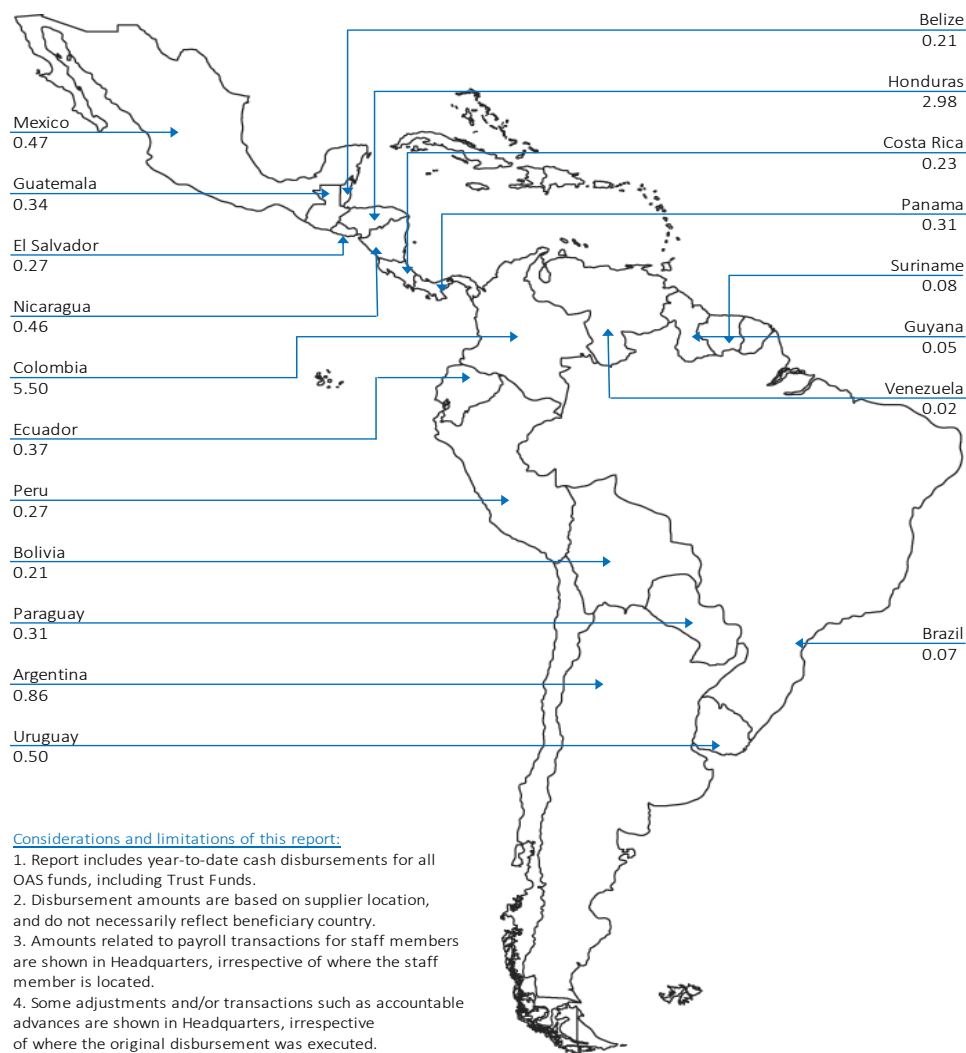 Belize
0.21
Honduras
2.98
Mexico
0.47
Costa Rica
0.23
Guatemala
0.34
Panama
0.31
El Salvador
0.27
Suriname
0.08
Nicaragua
0.46
Guyana
0.05
Colombia
5.50
Venezuela
0.02
Ecuador
0.37
Peru
0.27
Bolivia
0.21
Paraguay
0.31
Brazil
0.07
Argentina
0.86
Uruguay
0.50
Considerations and limitations of this report:
1. Report includes year-to-date cash disbursements for all
OAS funds, including Trust Funds.
2. Disbursement amounts are based on supplier location,
and do not necessarily reflect beneficiary country.
3. Amounts related to payroll transactions for staff members
are shown in Headquarters, irrespective of where the staff
member is located.
4. Some adjustments and/or transactions such as accountable
advances are shown in Headquarters, irrespective
of where the original disbursement was executed.